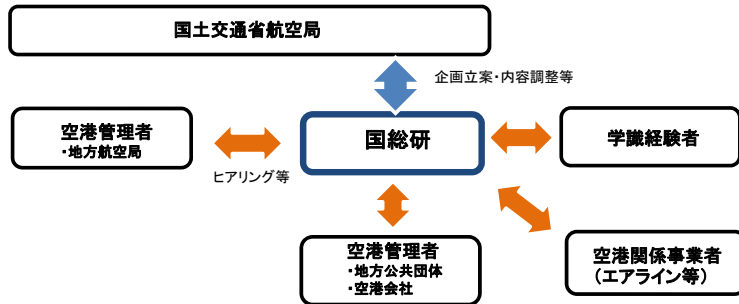 国土交通省航空局
企画立案・内容調整等
空港管理者
・地方航空局
国総研
学識経験者
ヒアリング等
空港管理者
・地方公共団体
・空港会社
空港関係事業者
（エアライン等）